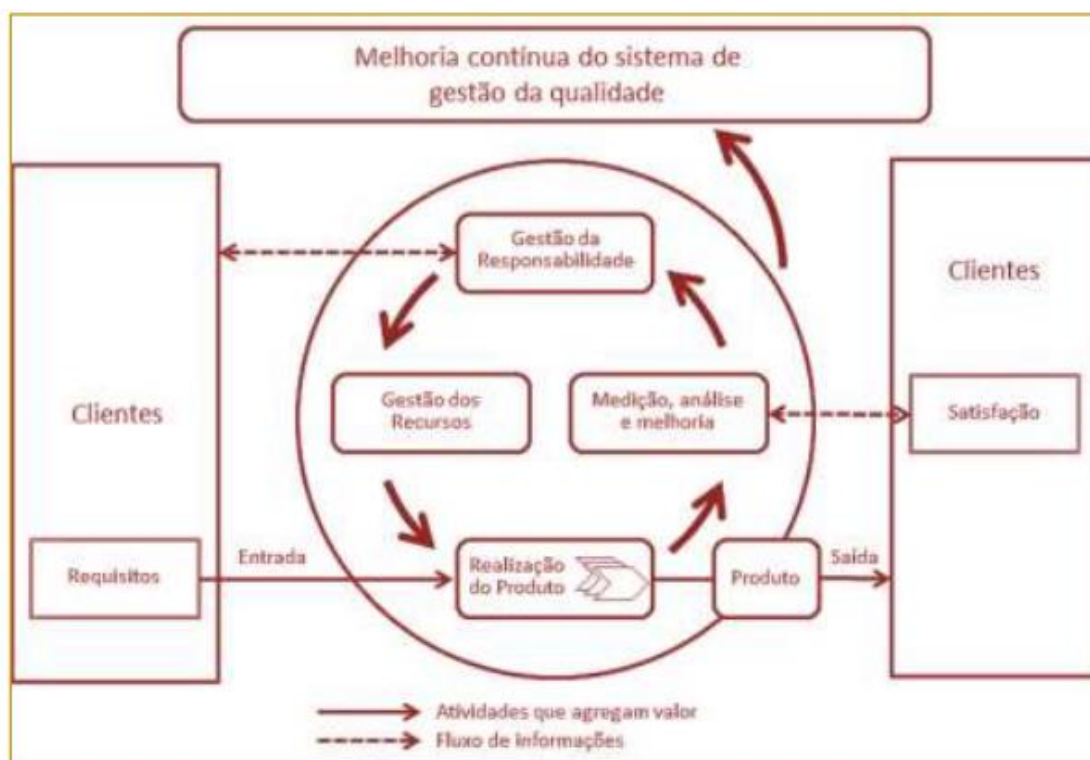 Melhoria contínua do sistema de
gestão da qualidade
Gestão da
Responsabilidade
Clientes
Clientes
Gestão dos
Recursos
Medição, análise
e melhoria
Satisfação
Requisitos
Entrada
Realização
do Produto
Produto
Saída
Atividades que agregam valor
Fluxo de informações